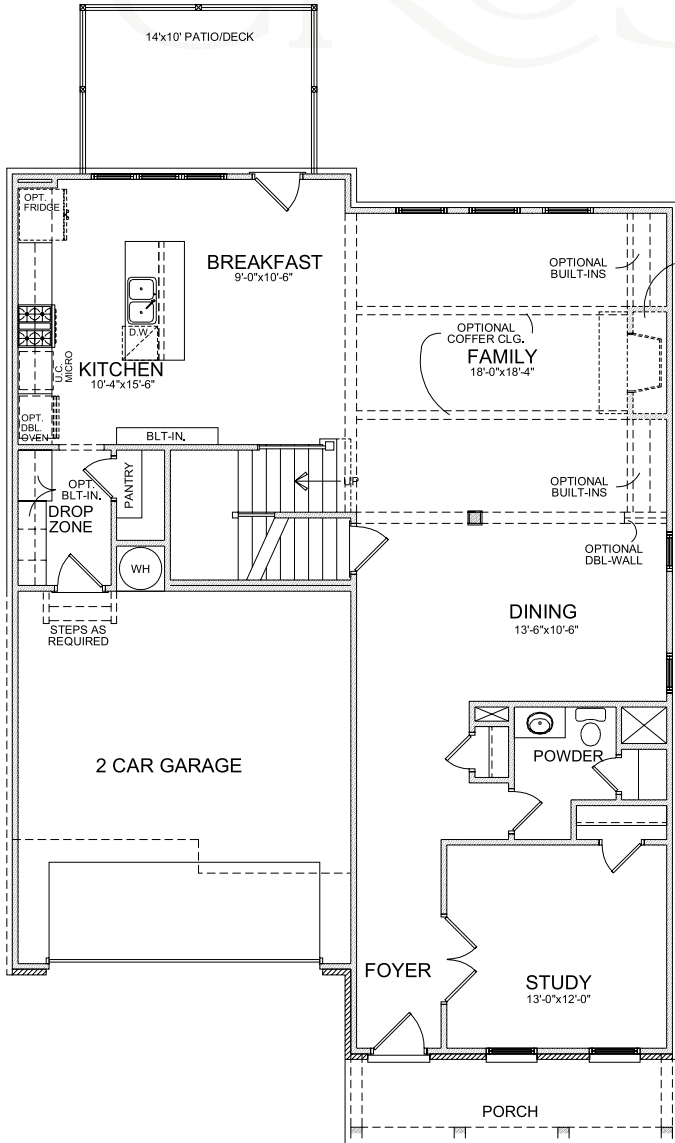 14'x10' PATIO/DECK
OPT.
FRIDGE
BREAKFAST
9'-0"x10'-6"
OPTIONAL
BUILT-INS
D.W.
OPTIONAL
COFFER CLG.
FAMILY
18'-0"x18'-4"
U.C.
MICRO
KITCHEN
10'-4"x15'-6"
OPT.
DBL.
OVEN
BLT-IN.
OPT.
BLT-IN.
DROP
ZONE
PANTRY
UP
OPTIONAL
BUILT-INS
OPTIONAL
DBL-WALL
WH
STEPS AS
REQUIRED
DINING
13'-6"x10'-6"
2 CAR GARAGE
POWDER
FOYER
STUDY
13'-0"x12'-0"
PORCH